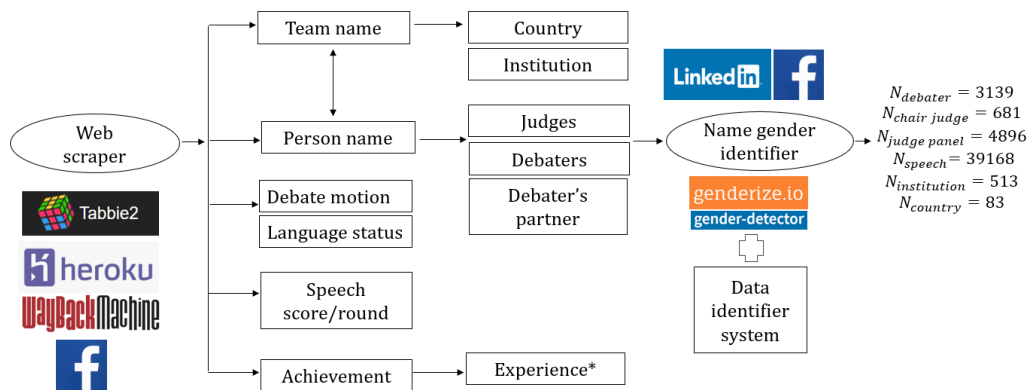 Web
scraper
Tabbie2
heroku
WayBackMachine
f
Team name
Person name
Debate motion
Language status
Speech
score/round
Achievement
Country
Institution
Judges
Debaters
Debater's
partner
Experience*
Linked in
f
Name gender
identifier
genderize.io
gender-detector
Data
identifier
system
N_debater = 3139
N_chair judge = 681
N_judge panel = 4896
N_speech = 39168
N_institution = 513
N_country = 83